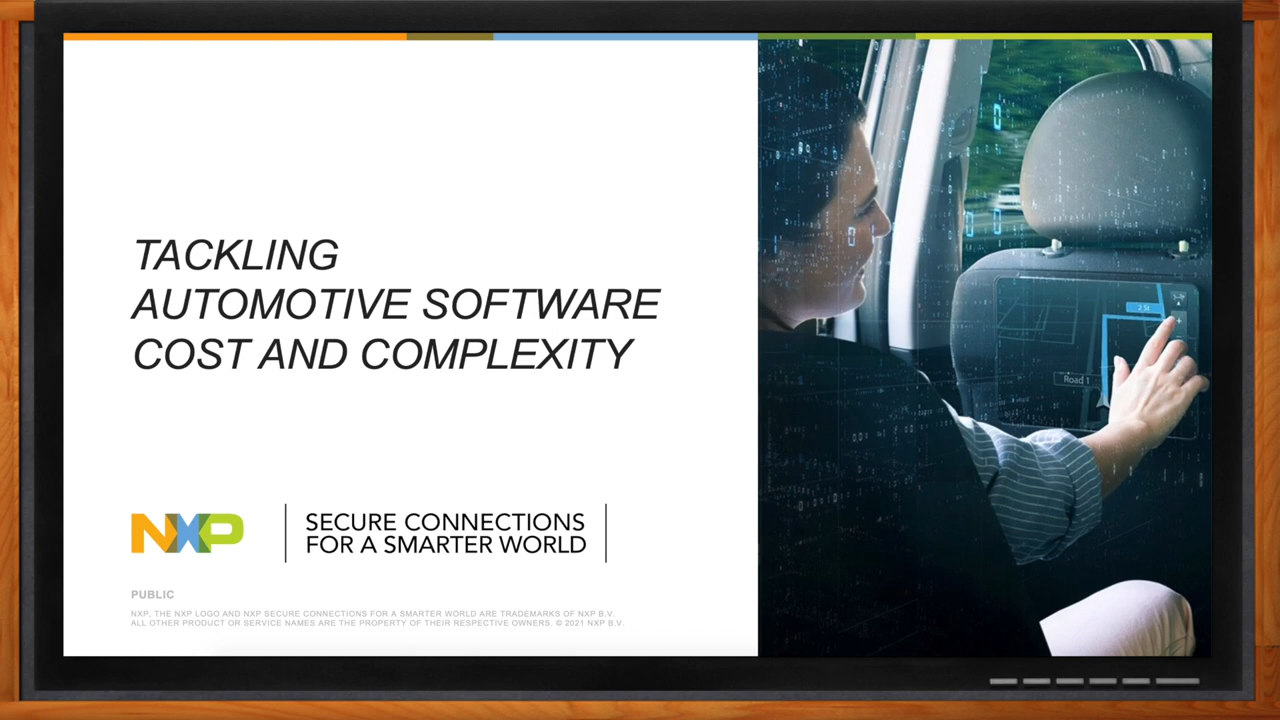 TACKLING
AUTOMOTIVE SOFTWARE
COST AND COMPLEXITY
NXP
SECURE CONNECTIONS
FOR A SMARTER WORLD
PUBLIC
NXP, THE NXP LOGO AND NXP SECURE CONNECTIONS FOR A SMARTER WORLD ARE TRADEMARKS OF NXP B.V.
ALL OTHER PRODUCT OR SERVICE NAMES ARE THE PROPERTY OF THEIR RESPECTIVE OWNERS. © 2021 NXP B.V.
2 St
Road 1